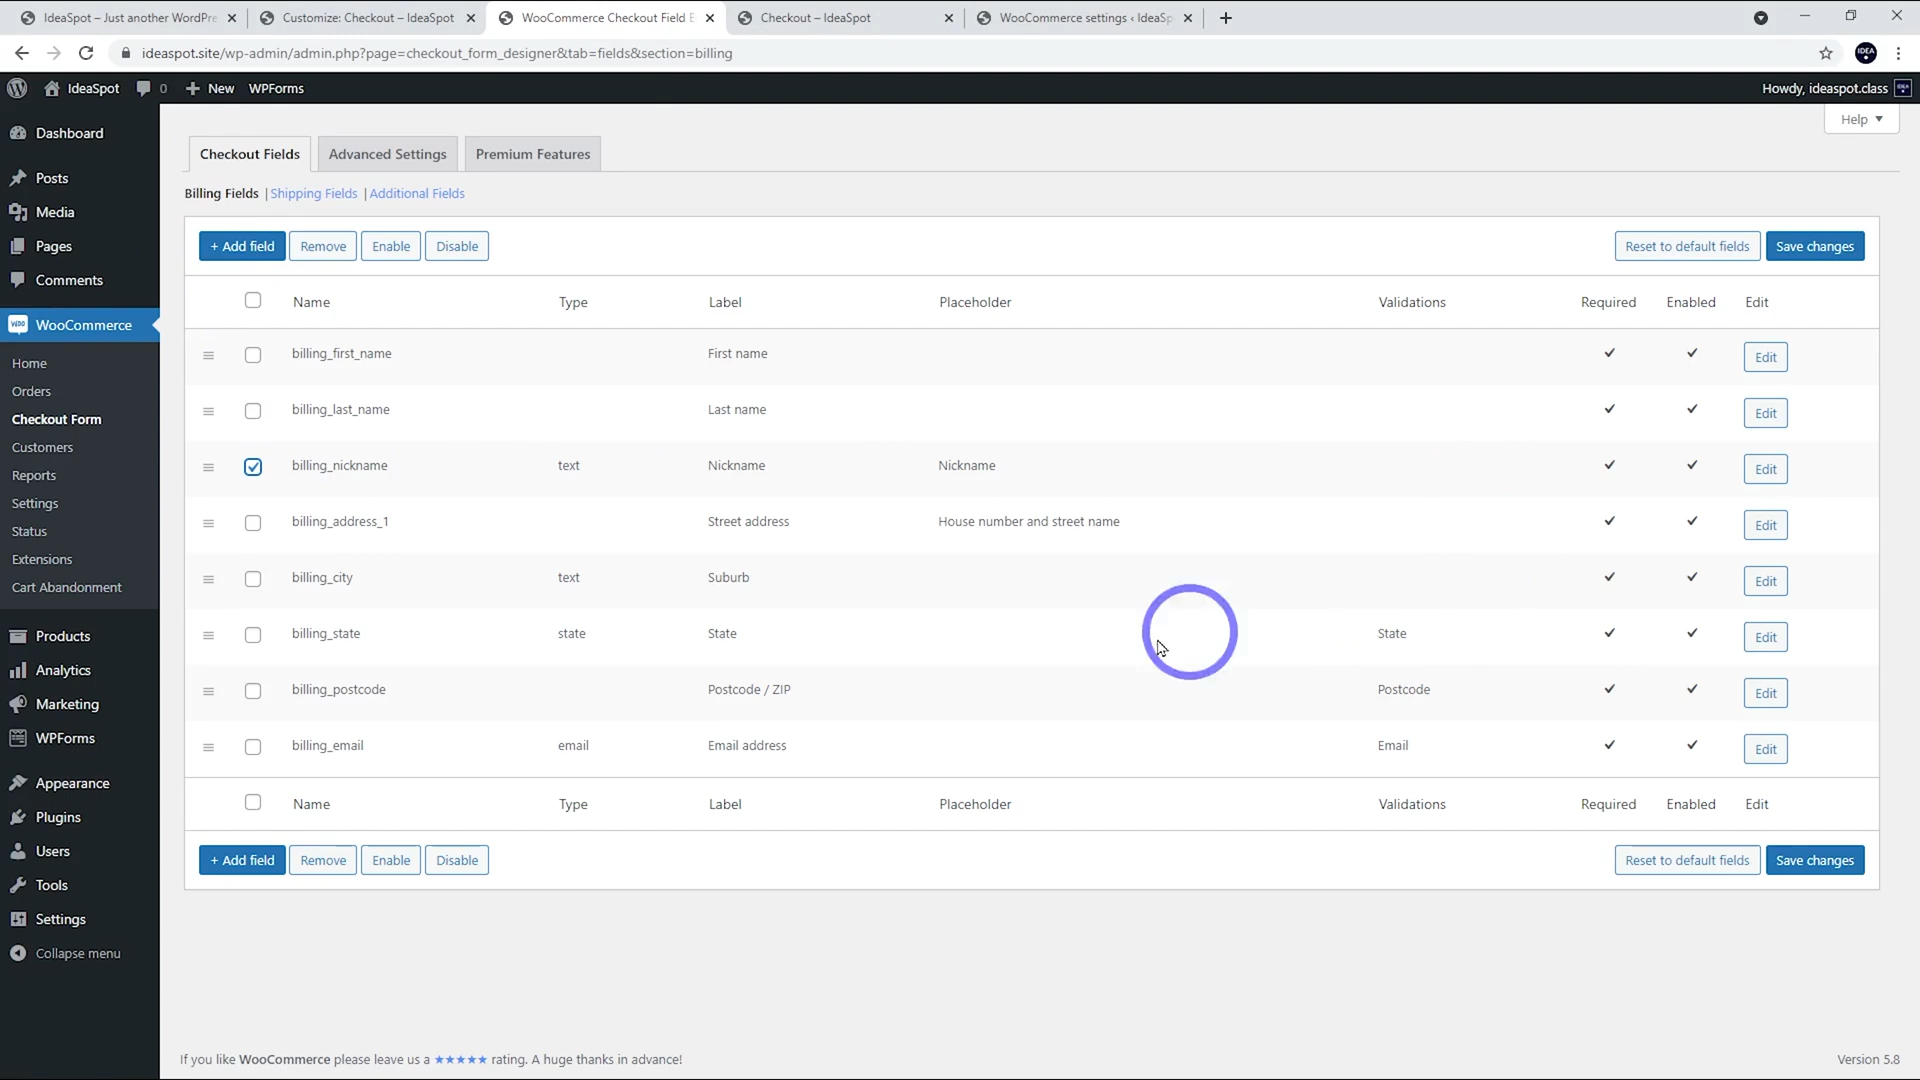 IdeaSpot – Just another WordPre
Customize: Checkout – IdeaSpot
WooCommerce Checkout Field E
Checkout – IdeaSpot
WooCommerce settings ‹ IdeaSp
ideaspot.site/wp-admin/admin.php?page=checkout_form_designer&tab=fields&section=billing
IDEA
IdeaSpot 0 New WPForms Howdy, ideaspot.class
Help
Dashboard
Posts
Media
Pages
Comments
WooCommerce
Home
Orders
Checkout Form
Customers
Reports
Settings
Status
Extensions
Cart Abandonment
Products
Analytics
Marketing
WPForms
Appearance
Plugins
Users
Tools
Settings
Collapse menu
Checkout Fields Advanced Settings Premium Features
Billing Fields | Shipping Fields | Additional Fields
+ Add field Remove Enable Disable Reset to default fields Save changes
Name Type Label Placeholder Validations Required Enabled Edit
billing_first_name First name ✓ ✓ Edit
billing_last_name Last name ✓ ✓ Edit
billing_nickname text Nickname Nickname ✓ ✓ Edit
billing_address_1 Street address House number and street name ✓ ✓ Edit
billing_city text Suburb ✓ ✓ Edit
billing_state state State State ✓ ✓ Edit
billing_postcode Postcode / ZIP Postcode ✓ ✓ Edit
billing_email email Email address Email ✓ ✓ Edit
Name Type Label Placeholder Validations Required Enabled Edit
+ Add field Remove Enable Disable Reset to default fields Save changes
If you like WooCommerce please leave us a ★★★★★ rating. A huge thanks in advance! Version 5.8